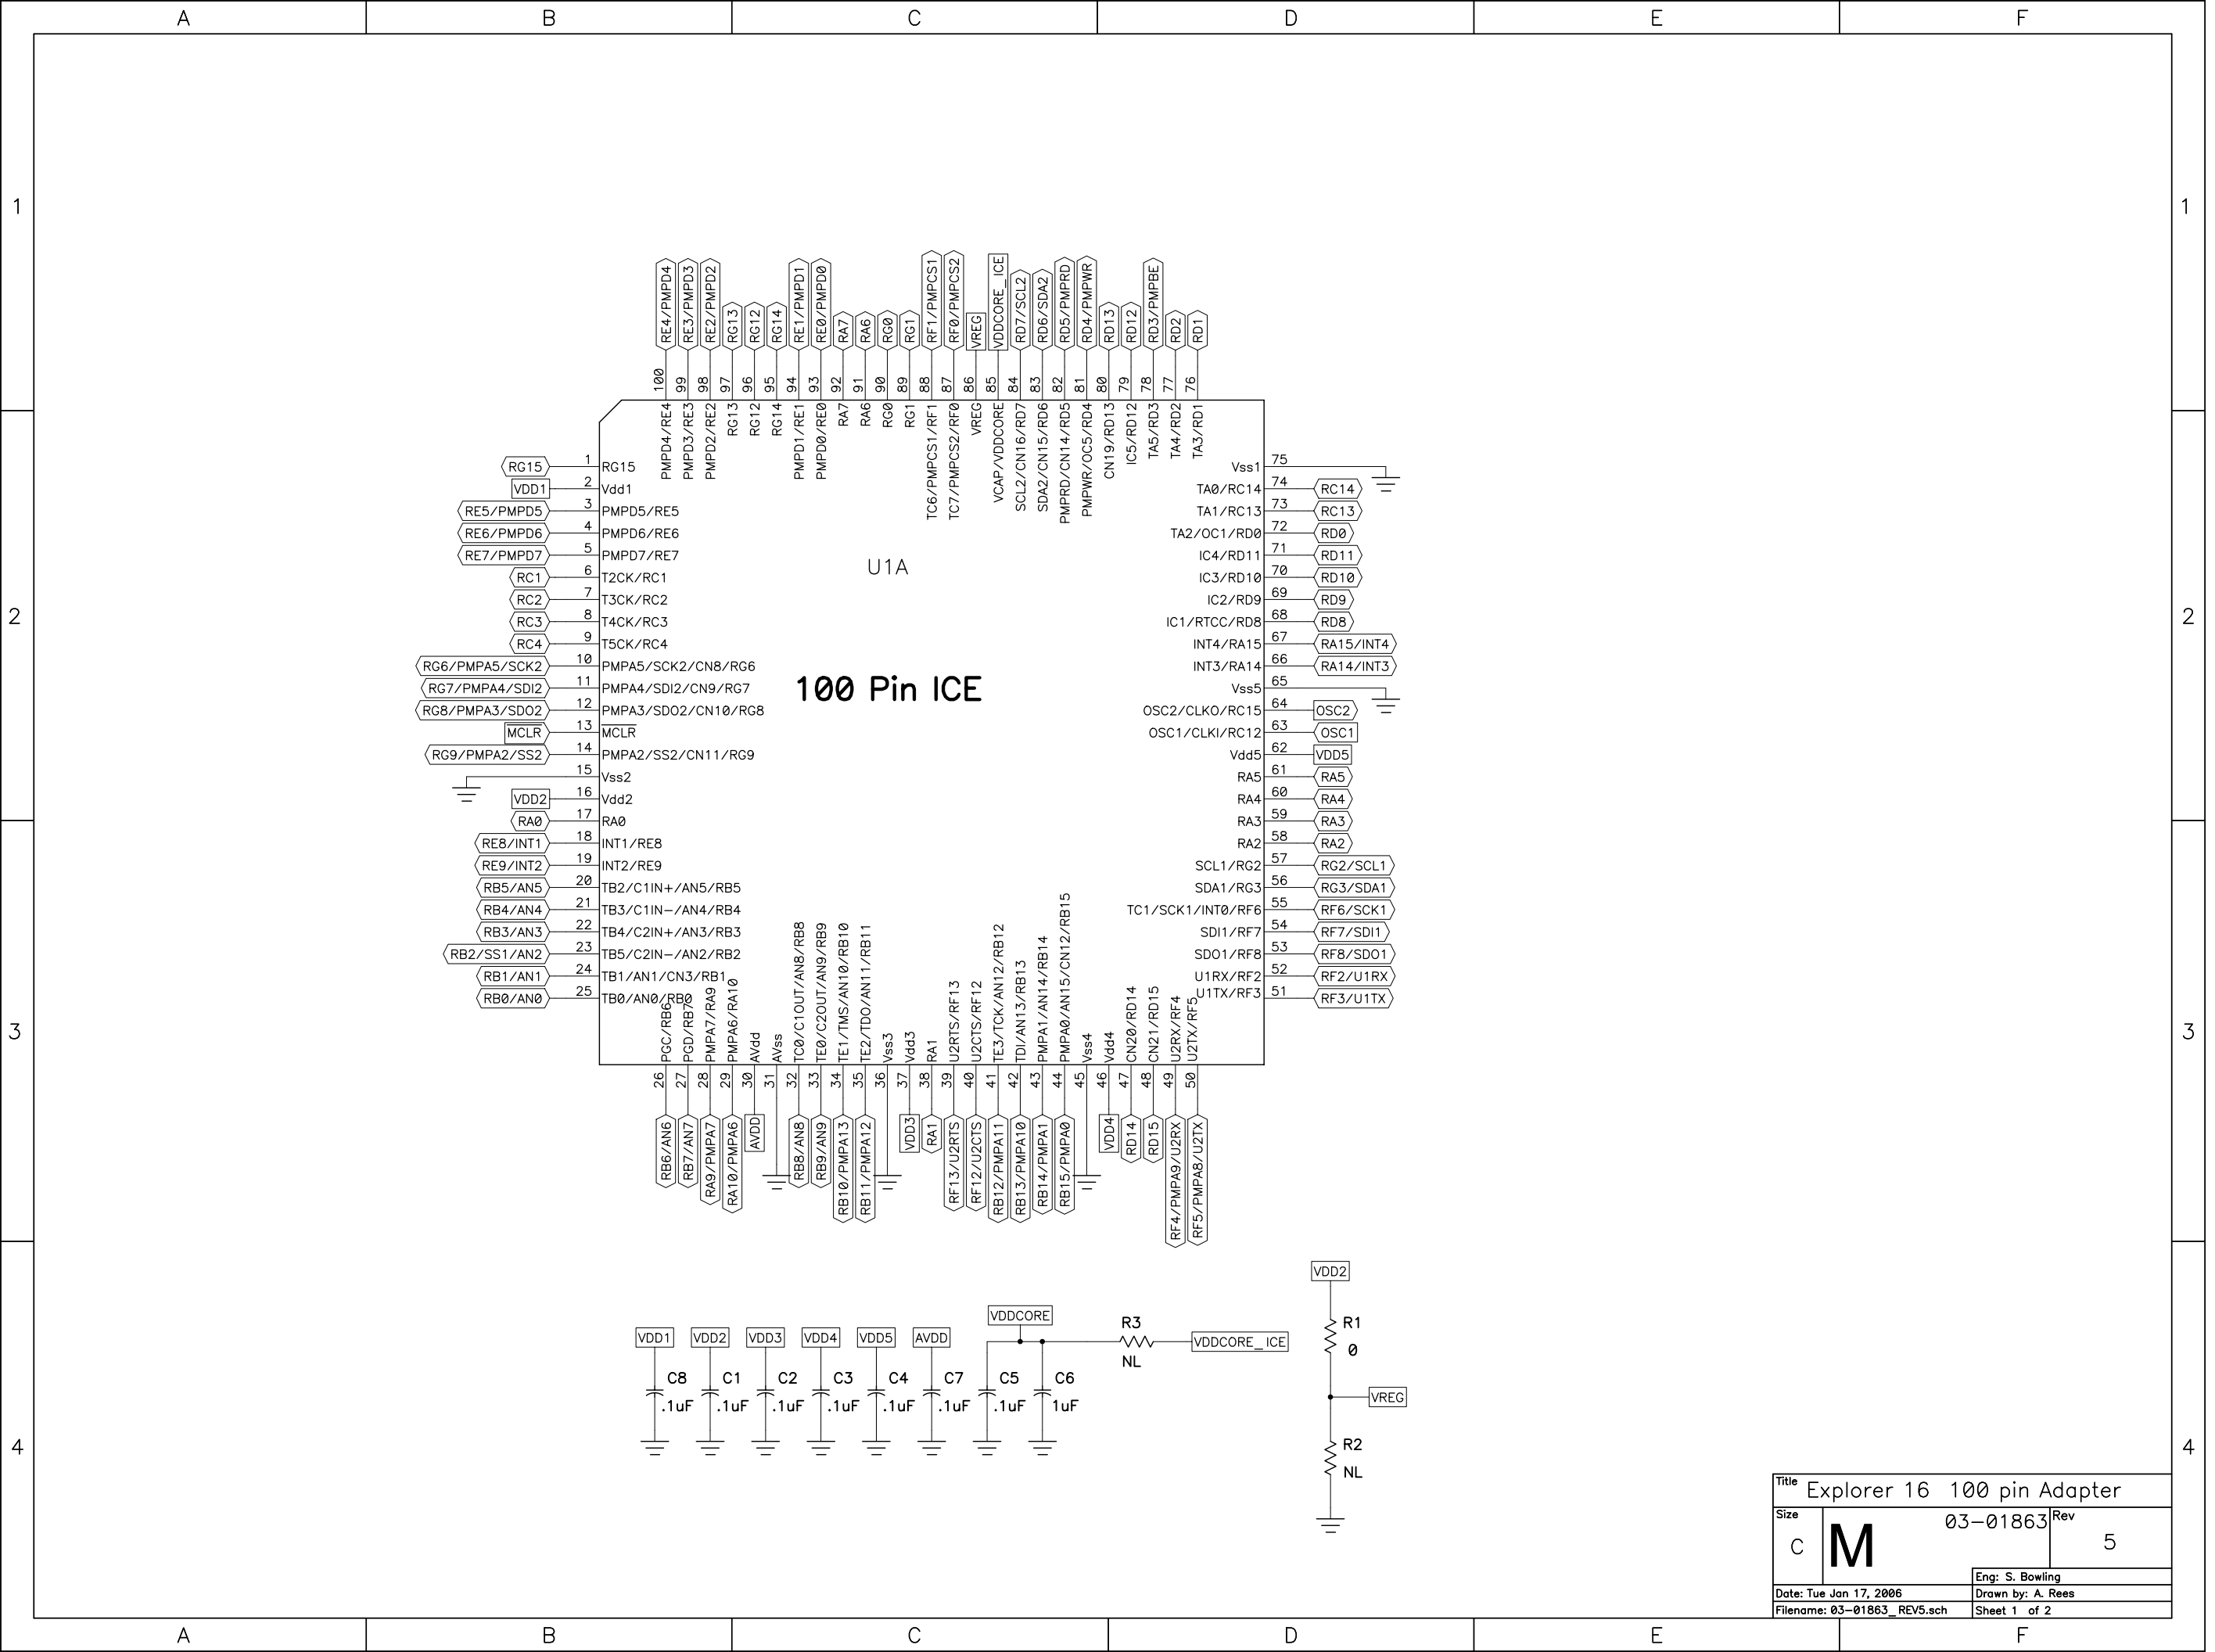 A B C D E F
1 1
2 2
3 3
4 4
RE4/PMPD4
RE3/PMPD3
RE2/PMPD2
RG13
RG12
RG14
RE1/PMPD1
RE0/PMPD0
RA7
RA6
RG0
RG1
RF1/PMPCS1
RF0/PMPCS2
VREG
VDDCORE_ICE
RD7/SCL2
RD6/SDA2
RD5/PMPRD
RD4/PMPWR
RD13
RD12
RD3/PMPBE
RD2
RD1
100 99 98 97 96 95 94 93 92 91 90 89 88 87 86 85 84 83 82 81 80 79 78 77 76
PMPD4/RE4
PMPD3/RE3
PMPD2/RE2
RG13
RG12
RG14
PMPD1/RE1
PMPD0/RE0
RA7
RA6
RG0
RG1
TC6/PMPCS1/RF1
TC7/PMPCS2/RF0
VREG
VCAP/VDDCORE
SCL2/CN16/RD7
SDA2/CN15/RD6
PMPRD/CN14/RD5
PMPWR/OC5/RD4
CN19/RD13
IC5/RD12
TA5/RD3
TA4/RD2
TA3/RD1
RG15 1 RG15
VDD1 2 Vdd1
RE5/PMPD5 3 PMPD5/RE5
RE6/PMPD6 4 PMPD6/RE6
RE7/PMPD7 5 PMPD7/RE7
RC1 6 T2CK/RC1
RC2 7 T3CK/RC2
RC3 8 T4CK/RC3
RC4 9 T5CK/RC4
RG6/PMPA5/SCK2 10 PMPA5/SCK2/CN8/RG6
RG7/PMPA4/SDI2 11 PMPA4/SDI2/CN9/RG7
RG8/PMPA3/SDO2 12 PMPA3/SDO2/CN10/RG8
MCLR 13 MCLR
RG9/PMPA2/SS2 14 PMPA2/SS2/CN11/RG9
15 Vss2
VDD2 16 Vdd2
RA0 17 RA0
RE8/INT1 18 INT1/RE8
RE9/INT2 19 INT2/RE9
RB5/AN5 20 TB2/C1IN+/AN5/RB5
RB4/AN4 21 TB3/C1IN-/AN4/RB4
RB3/AN3 22 TB4/C2IN+/AN3/RB3
RB2/SS1/AN2 23 TB5/C2IN-/AN2/RB2
RB1/AN1 24 TB1/AN1/CN3/RB1
RB0/AN0 25 TB0/AN0/RB0
U1A
100 Pin ICE
Vss1 75
TA0/RC14 74 RC14
TA1/RC13 73 RC13
TA2/OC1/RD0 72 RD0
IC4/RD11 71 RD11
IC3/RD10 70 RD10
IC2/RD9 69 RD9
IC1/RTCC/RD8 68 RD8
INT4/RA15 67 RA15/INT4
INT3/RA14 66 RA14/INT3
Vss5 65
OSC2/CLKO/RC15 64 OSC2
OSC1/CLKI/RC12 63 OSC1
Vdd5 62 VDD5
RA5 61 RA5
RA4 60 RA4
RA3 59 RA3
RA2 58 RA2
SCL1/RG2 57 RG2/SCL1
SDA1/RG3 56 RG3/SDA1
TC1/SCK1/INT0/RF6 55 RF6/SCK1
SDI1/RF7 54 RF7/SDI1
SDO1/RF8 53 RF8/SDO1
U1RX/RF2 52 RF2/U1RX
U1TX/RF3 51 RF3/U1TX
PGC/RB6
PGD/RB7
PMPA7/RA9
PMPA6/RA10
AVdd
AVss
TC0/C1OUT/AN8/RB8
TE0/C2OUT/AN9/RB9
TE1/TMS/AN10/RB10
TE2/TDO/AN11/RB11
Vss3
Vdd3
RA1
U2RTS/RF13
U2CTS/RF12
TE3/TCK/AN12/RB12
TDI/AN13/RB13
PMPA1/AN14/RB14
PMPA0/AN15/CN12/RB15
Vss4
Vdd4
CN20/RD14
CN21/RD15
U2RX/RF4
U2TX/RF5
26 27 28 29 30 31 32 33 34 35 36 37 38 39 40 41 42 43 44 45 46 47 48 49 50
RB6/AN6
RB7/AN7
RA9/PMPA7
RA10/PMPA6
AVDD
RB8/AN8
RB9/AN9
RB10/PMPA13
RB11/PMPA12
VDD3
RA1
RF13/U2RTS
RF12/U2CTS
RB12/PMPA11
RB13/PMPA10
RB14/PMPA1
RB15/PMPA0
VDD4
RD14
RD15
RF4/PMPA9/U2RX
RF5/PMPA8/U2TX
VDD1 VDD2 VDD3 VDD4 VDD5 AVDD VDDCORE
C8 C1 C2 C3 C4 C7 C5 C6
.1uF .1uF .1uF .1uF .1uF .1uF .1uF 1uF
R3
NL
VDDCORE_ICE
VDD2
R1
0
VREG
R2
NL
Title Explorer 16 100 pin Adapter
Size C
M
03-01863
Rev 5
Eng: S. Bowling
Date: Tue Jan 17, 2006 Drawn by: A. Rees
Filename: 03-01863_REV5.sch Sheet 1 of 2
A B C D E F